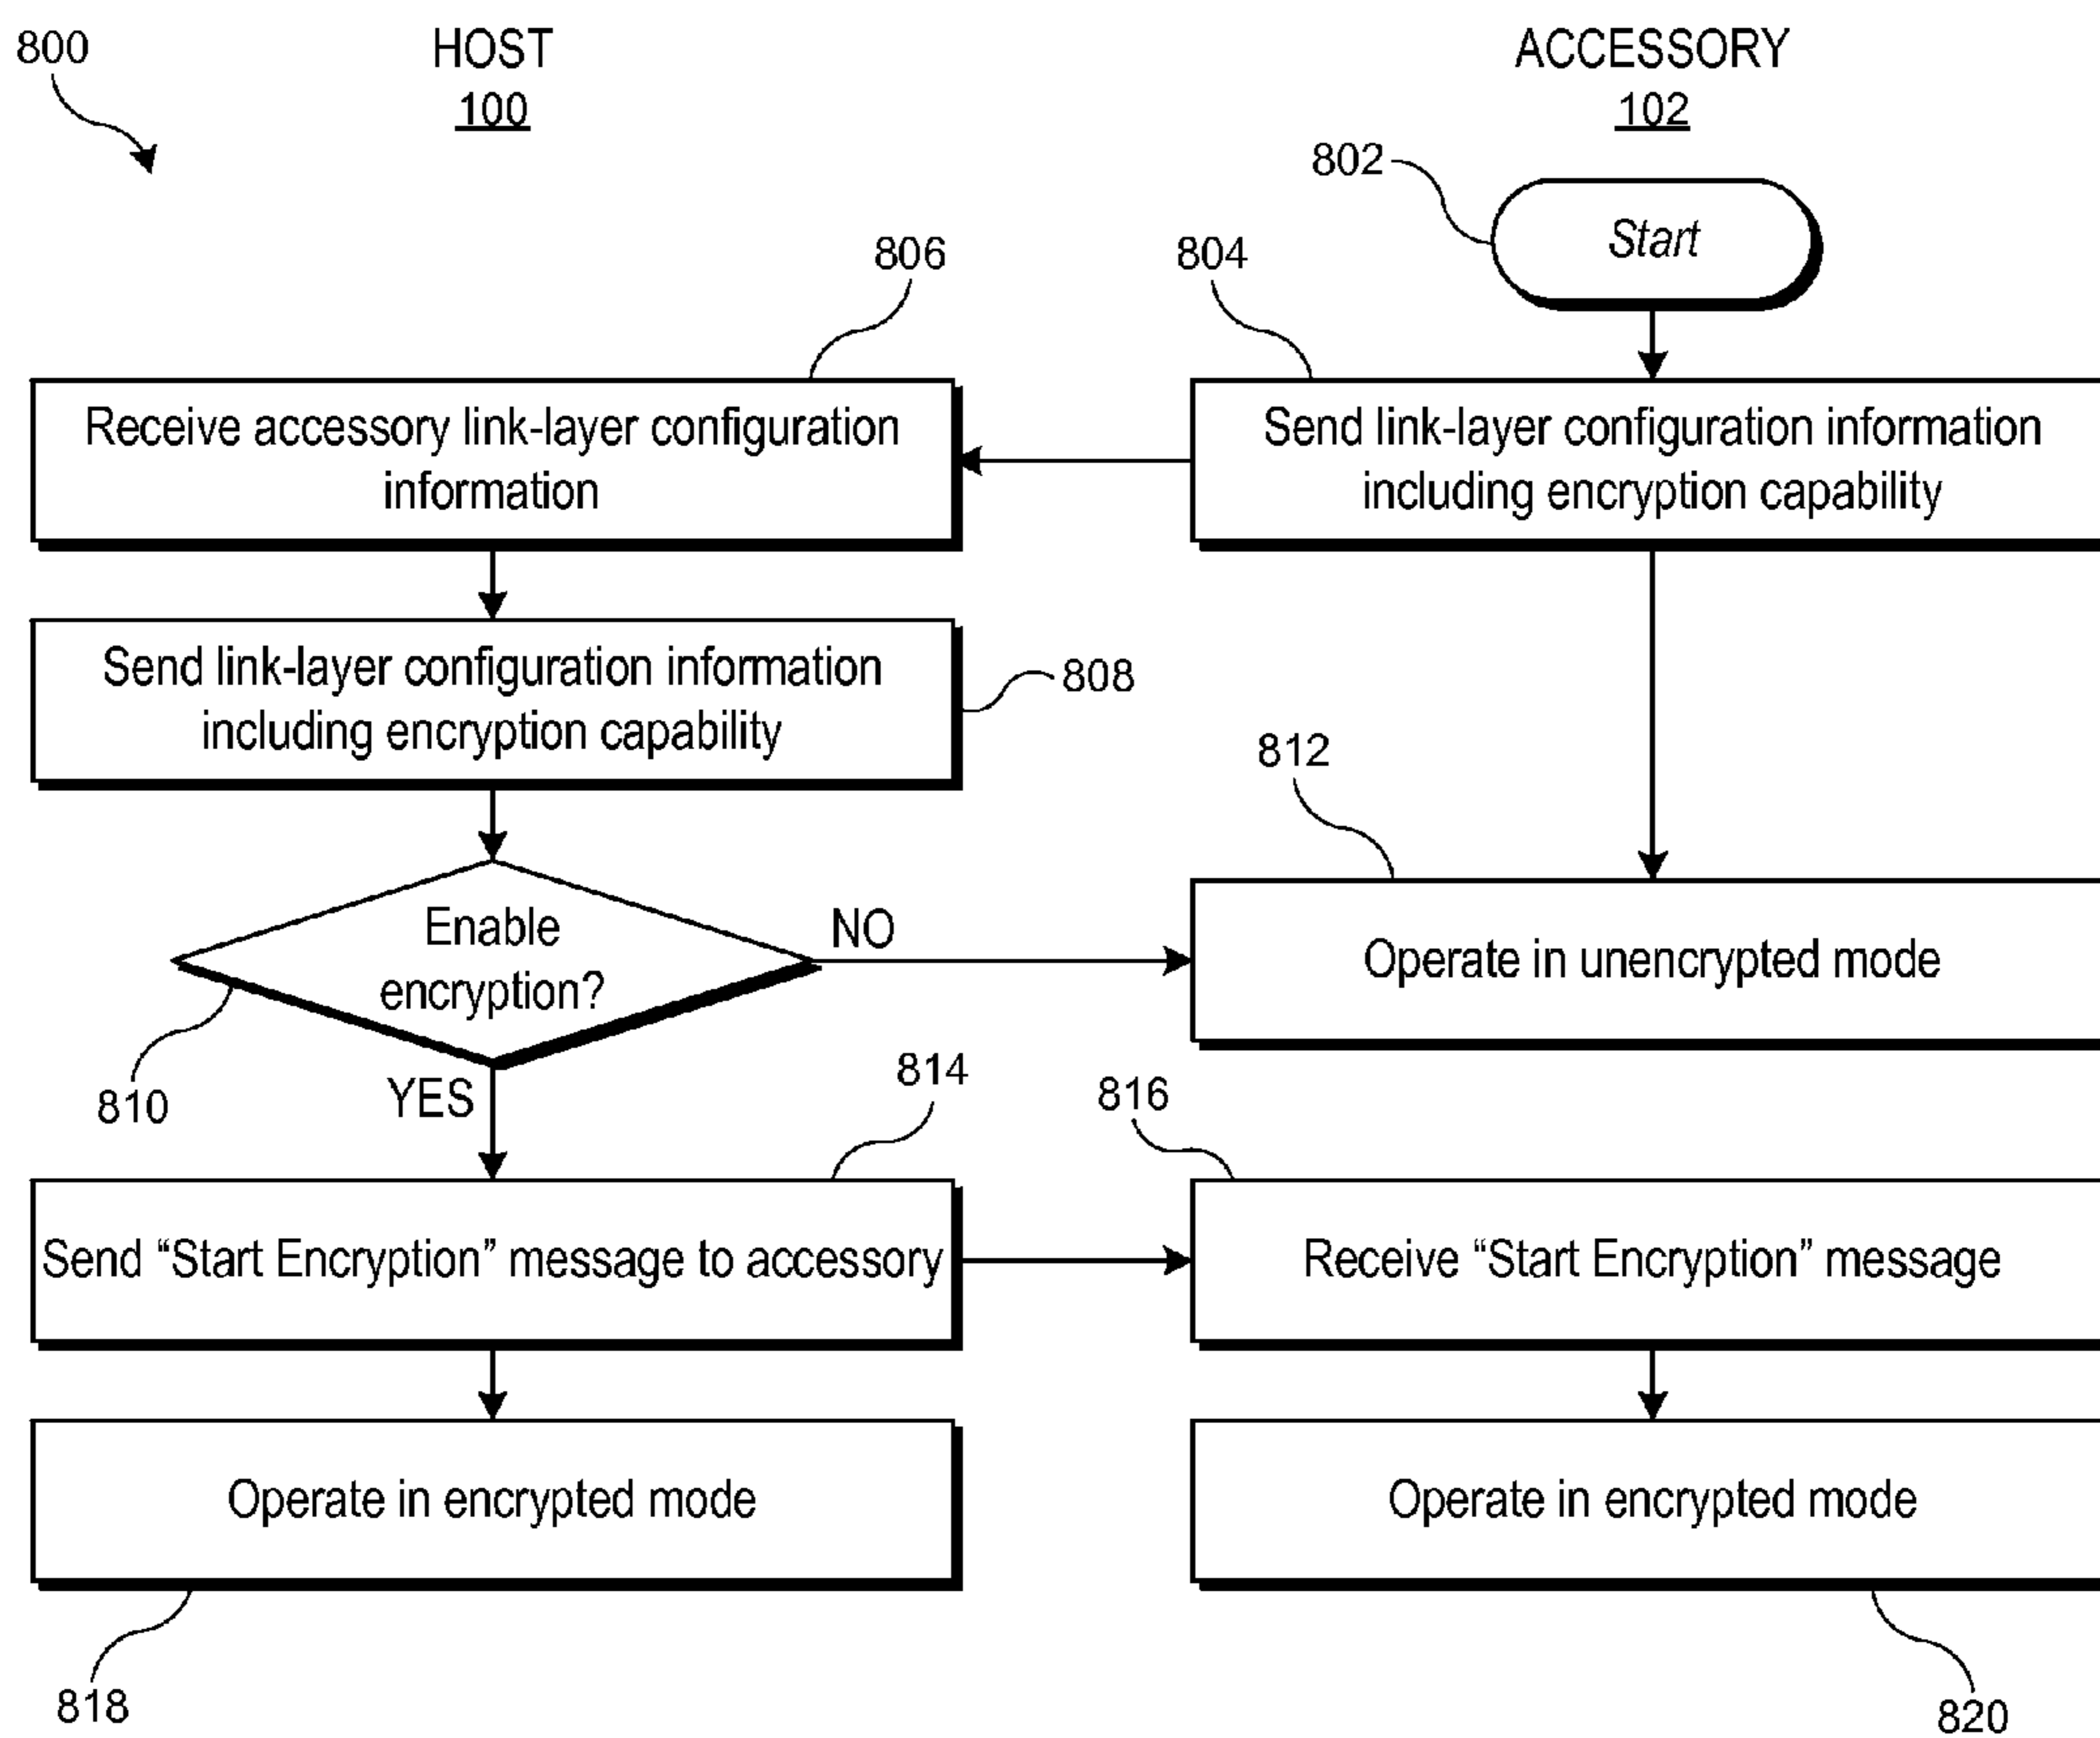 800
HOST
100
ACCESSORY
102
802
Start
806
804
Receive accessory link-layer configuration
information
Send link-layer configuration information
including encryption capability
Send link-layer configuration information
including encryption capability
808
812
Enable
encryption?
NO
Operate in unencrypted mode
810
YES
814
816
Send “Start Encryption” message to accessory
Receive “Start Encryption” message
Operate in encrypted mode
Operate in encrypted mode
818
820